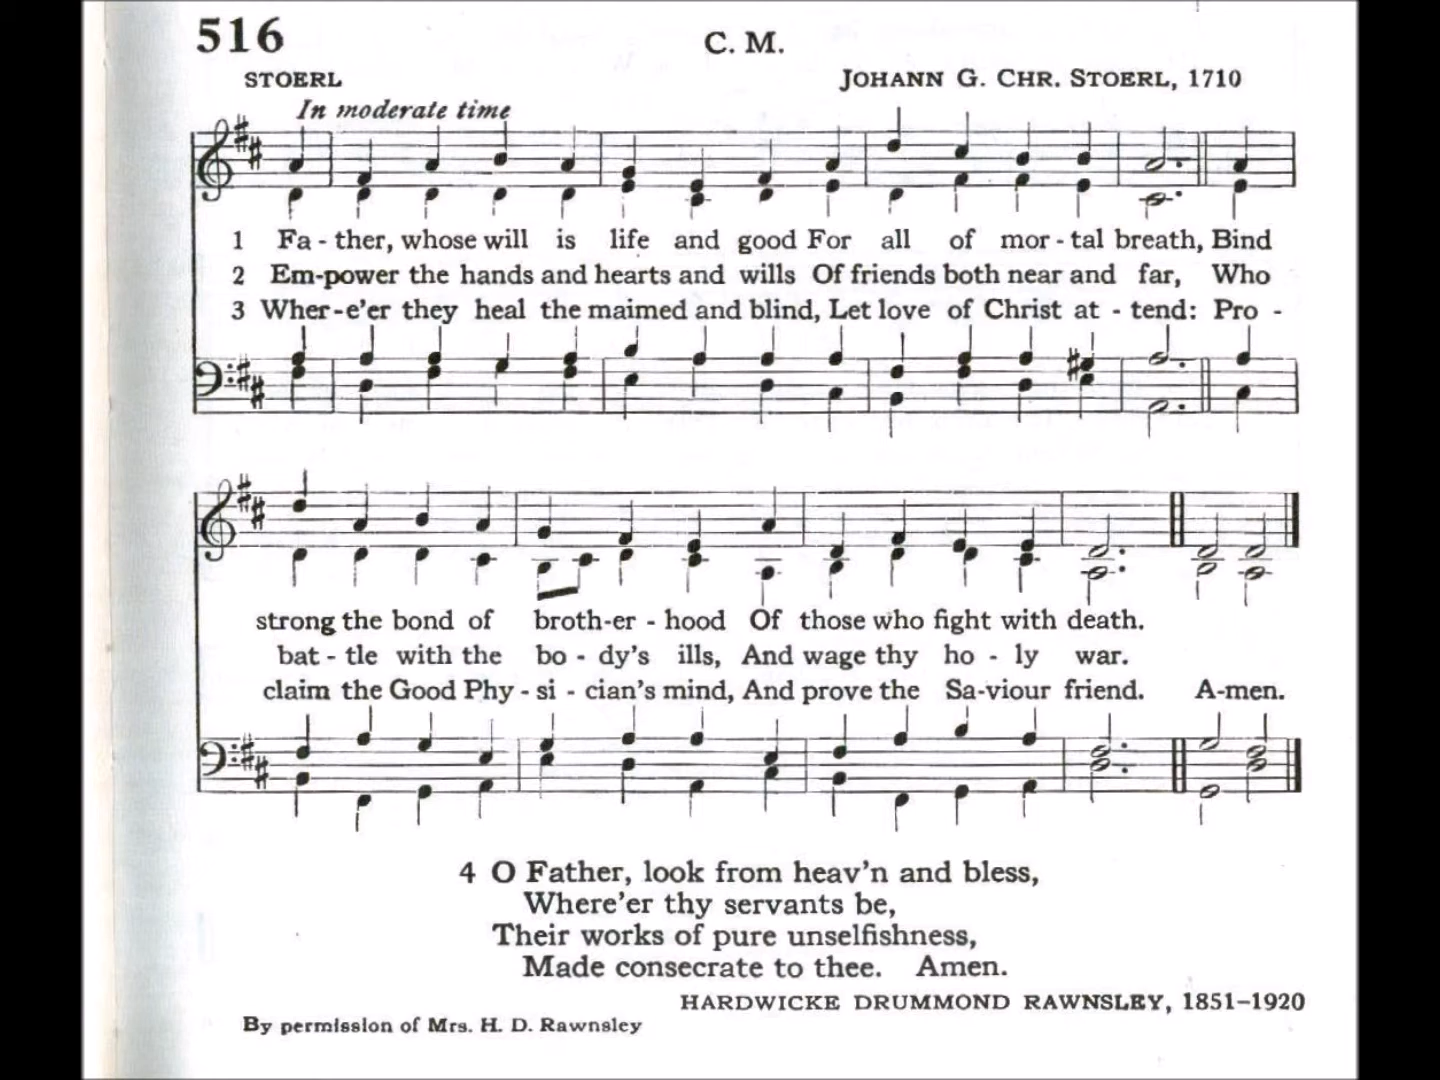 516
C. M.
STOERL
JOHANN G. CHR. STOERL, 1710
In moderate time
1 Fa - ther, whose will is life and good For all of mor - tal breath, Bind
2 Em-power the hands and hearts and wills Of friends both near and far, Who
3 Wher-e'er they heal the maimed and blind, Let love of Christ at - tend: Pro -
strong the bond of broth-er - hood Of those who fight with death.
bat - tle with the bo - dy's ills, And wage thy ho - ly war.
claim the Good Phy - si - cian's mind, And prove the Sa-viour friend. A-men.
4 O Father, look from heav'n and bless,
Where'er thy servants be,
Their works of pure unselfishness,
Made consecrate to thee. Amen.
HARDWICKE DRUMMOND RAWNSLEY, 1851–1920
By permission of Mrs. H. D. Rawnsley